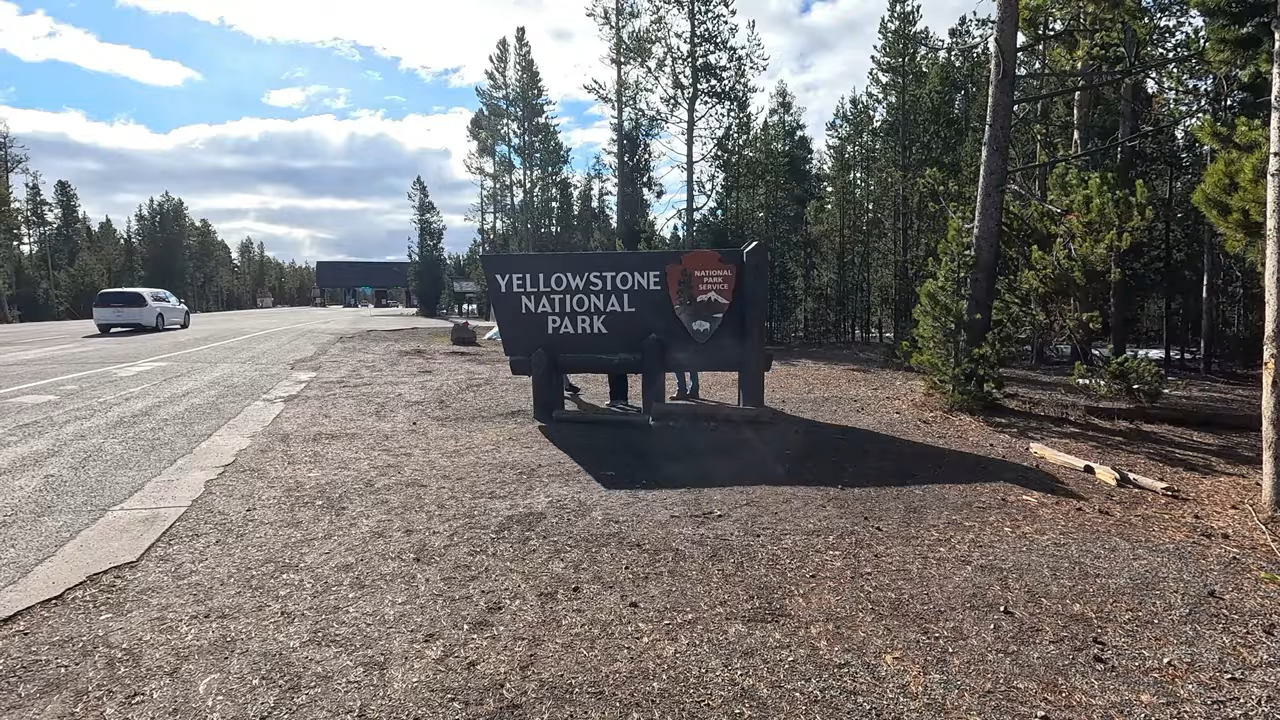 YELLOWSTONE
NATIONAL
PARK
NATIONAL
PARK
SERVICE